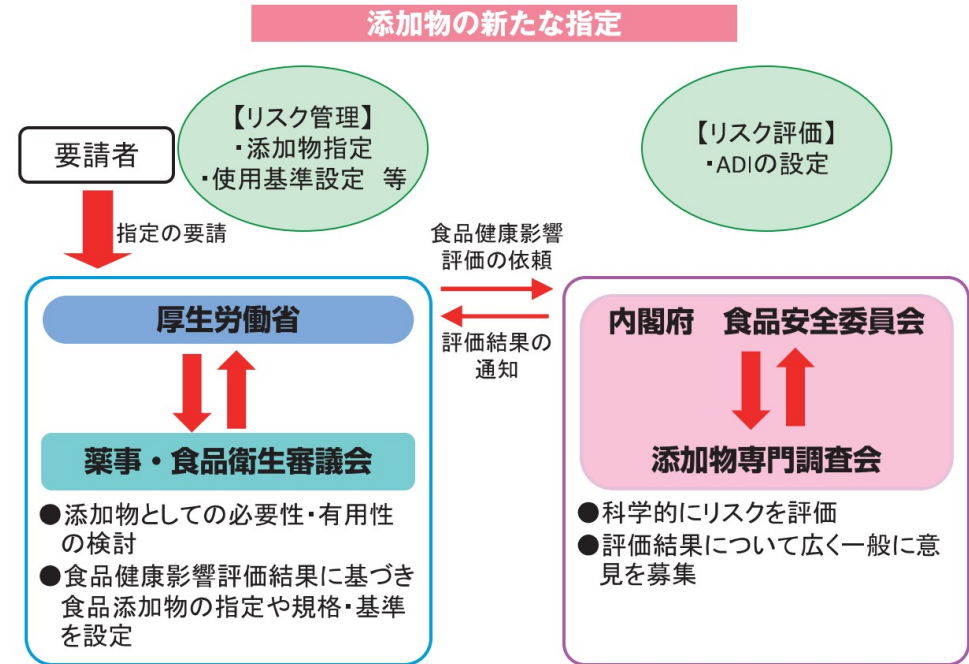 添加物の新たな指定
要請者
【リスク管理】
・添加物指定
・使用基準設定 等
【リスク評価】
・ADIの設定
指定の要請
食品健康影響
評価の依頼
評価結果の
通知
厚生労働省
薬事・食品衛生審議会
●添加物としての必要性・有用性
の検討
●食品健康影響評価結果に基づき
食品添加物の指定や規格・基準
を設定
内閣府 食品安全委員会
添加物専門調査会
●科学的にリスクを評価
●評価結果について広く一般に意
見を募集